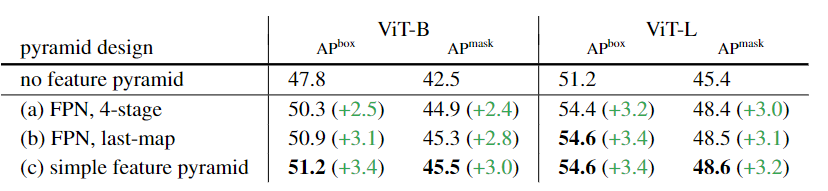 ViT-B ViT-L
pyramid design AP^box AP^mask AP^box AP^mask
no feature pyramid 47.8 42.5 51.2 45.4
(a) FPN, 4-stage 50.3 (+2.5) 44.9 (+2.4) 54.4 (+3.2) 48.4 (+3.0)
(b) FPN, last-map 50.9 (+3.1) 45.3 (+2.8) 54.6 (+3.4) 48.5 (+3.1)
(c) simple feature pyramid 51.2 (+3.4) 45.5 (+3.0) 54.6 (+3.4) 48.6 (+3.2)